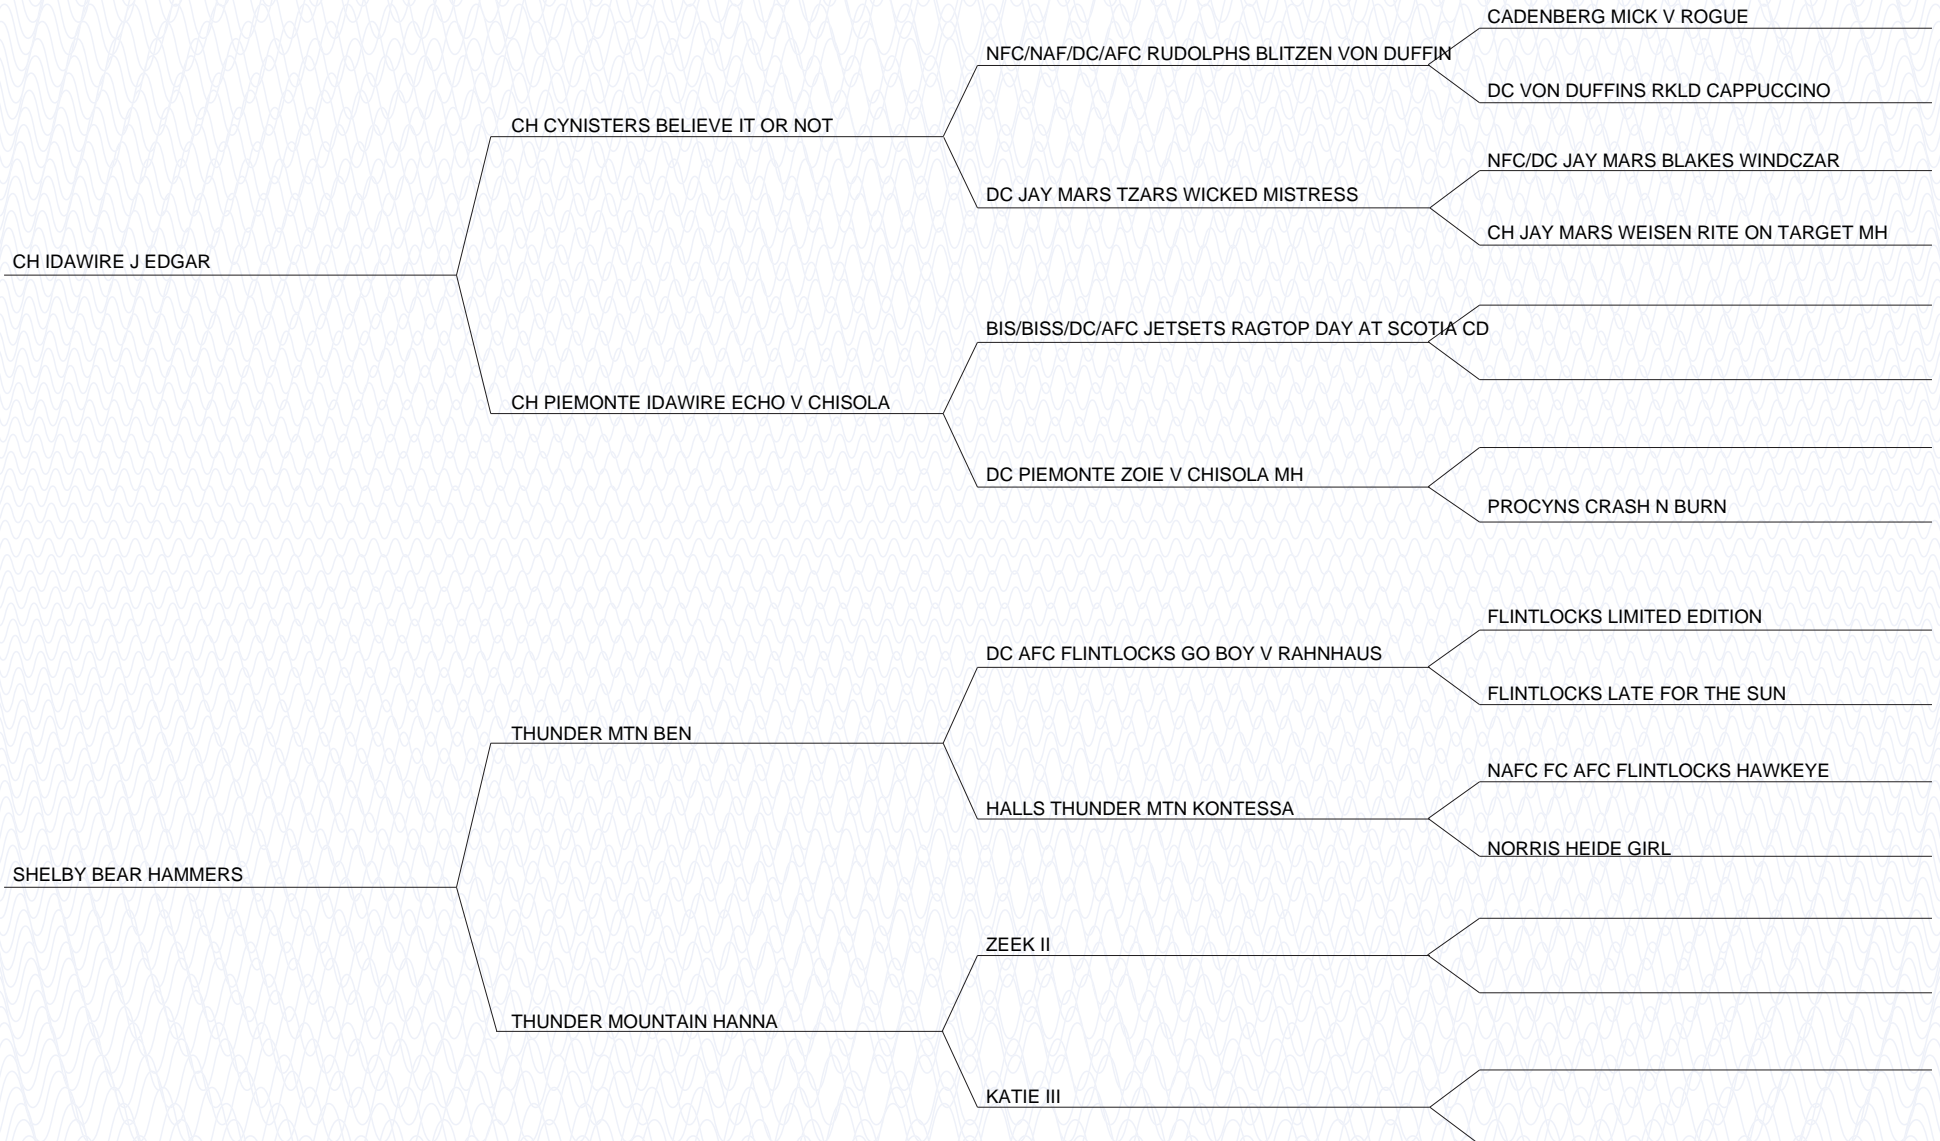 CADENBERG MICK V ROGUE
NFC/NAF/DC/AFC RUDOLPHS BLITZEN VON DUFFIN
DC VON DUFFINS RKLD CAPPUCCINO
CH CYNISTERS BELIEVE IT OR NOT
NFC/DC JAY MARS BLAKES WINDCZAR
DC JAY MARS TZARS WICKED MISTRESS
CH JAY MARS WEISEN RITE ON TARGET MH
CH IDAWIRE J EDGAR
BIS/BISS/DC/AFC JETSETS RAGTOP DAY AT SCOTIA CD
CH PIEMONTE IDAWIRE ECHO V CHISOLA
DC PIEMONTE ZOIE V CHISOLA MH
PROCYNS CRASH N BURN
FLINTLOCKS LIMITED EDITION
DC AFC FLINTLOCKS GO BOY V RAHNHAUS
FLINTLOCKS LATE FOR THE SUN
THUNDER MTN BEN
NAFC FC AFC FLINTLOCKS HAWKEYE
HALLS THUNDER MTN KONTESSA
NORRIS HEIDE GIRL
SHELBY BEAR HAMMERS
ZEEK II
THUNDER MOUNTAIN HANNA
KATIE III